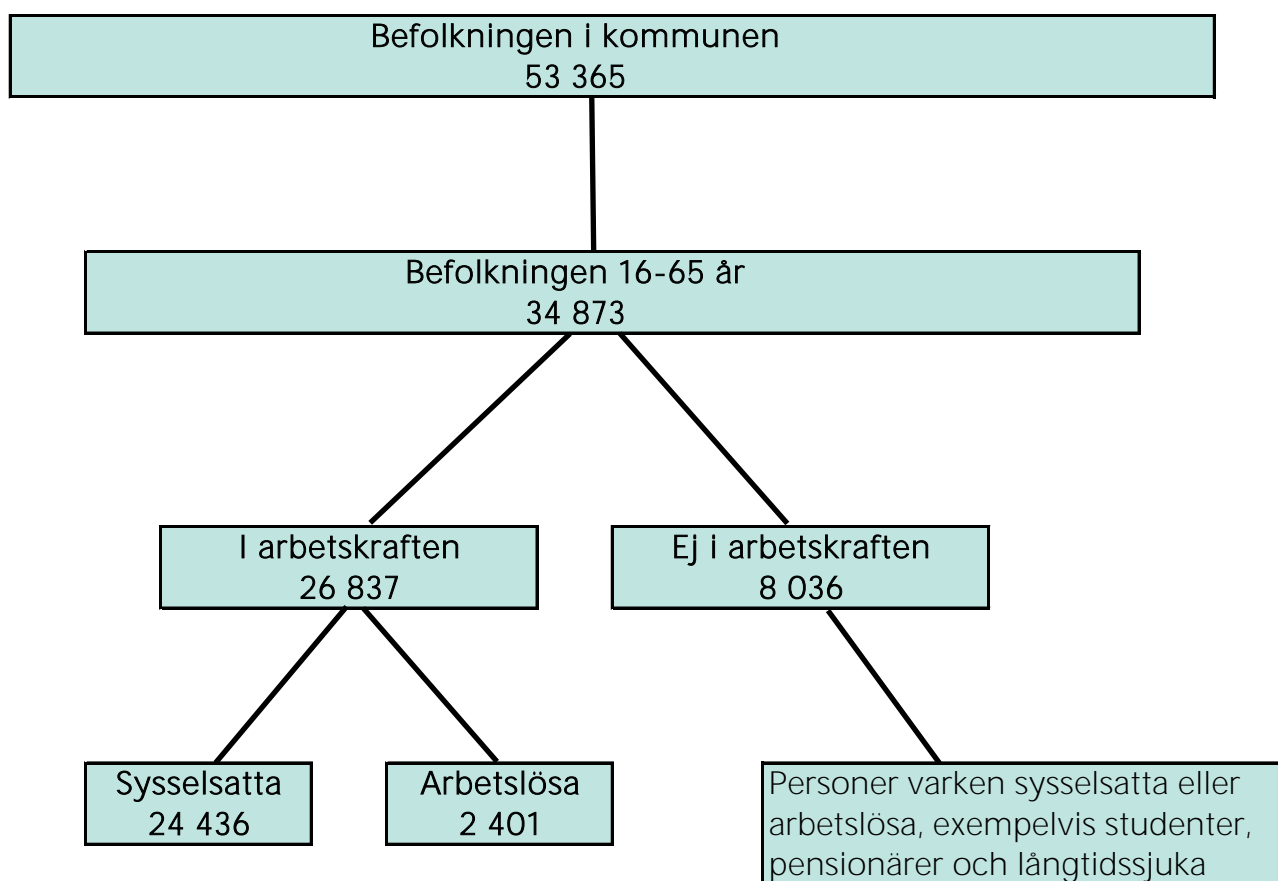 Befolkningen i kommunen
53 365
Befolkningen 16-65 år
34 873
I arbetskraften
26 837
Ej i arbetskraften
8 036
Sysselsatta
24 436
Arbetslösa
2 401
Personer varken sysselsatta eller
arbetslösa, exempelvis studenter,
pensionärer och långtidssjuka